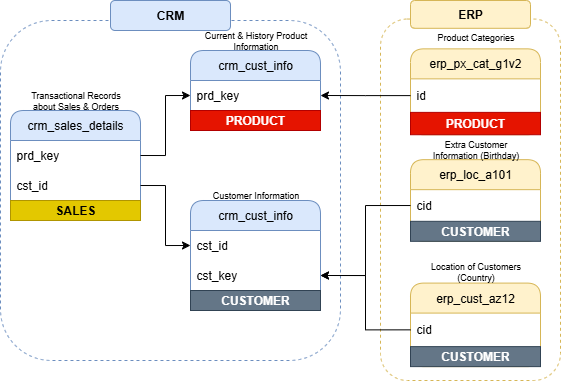 CRM
Current & History Product
Information
crm_cust_info
prd_key
PRODUCT
Transactional Records
about Sales & Orders
crm_sales_details
prd_key
cst_id
SALES
Customer Information
crm_cust_info
cst_id
cst_key
CUSTOMER
ERP
Product Categories
erp_px_cat_g1v2
id
PRODUCT
Extra Customer
Information (Birthday)
erp_loc_a101
cid
CUSTOMER
Location of Customers
(Country)
erp_cust_az12
cid
CUSTOMER